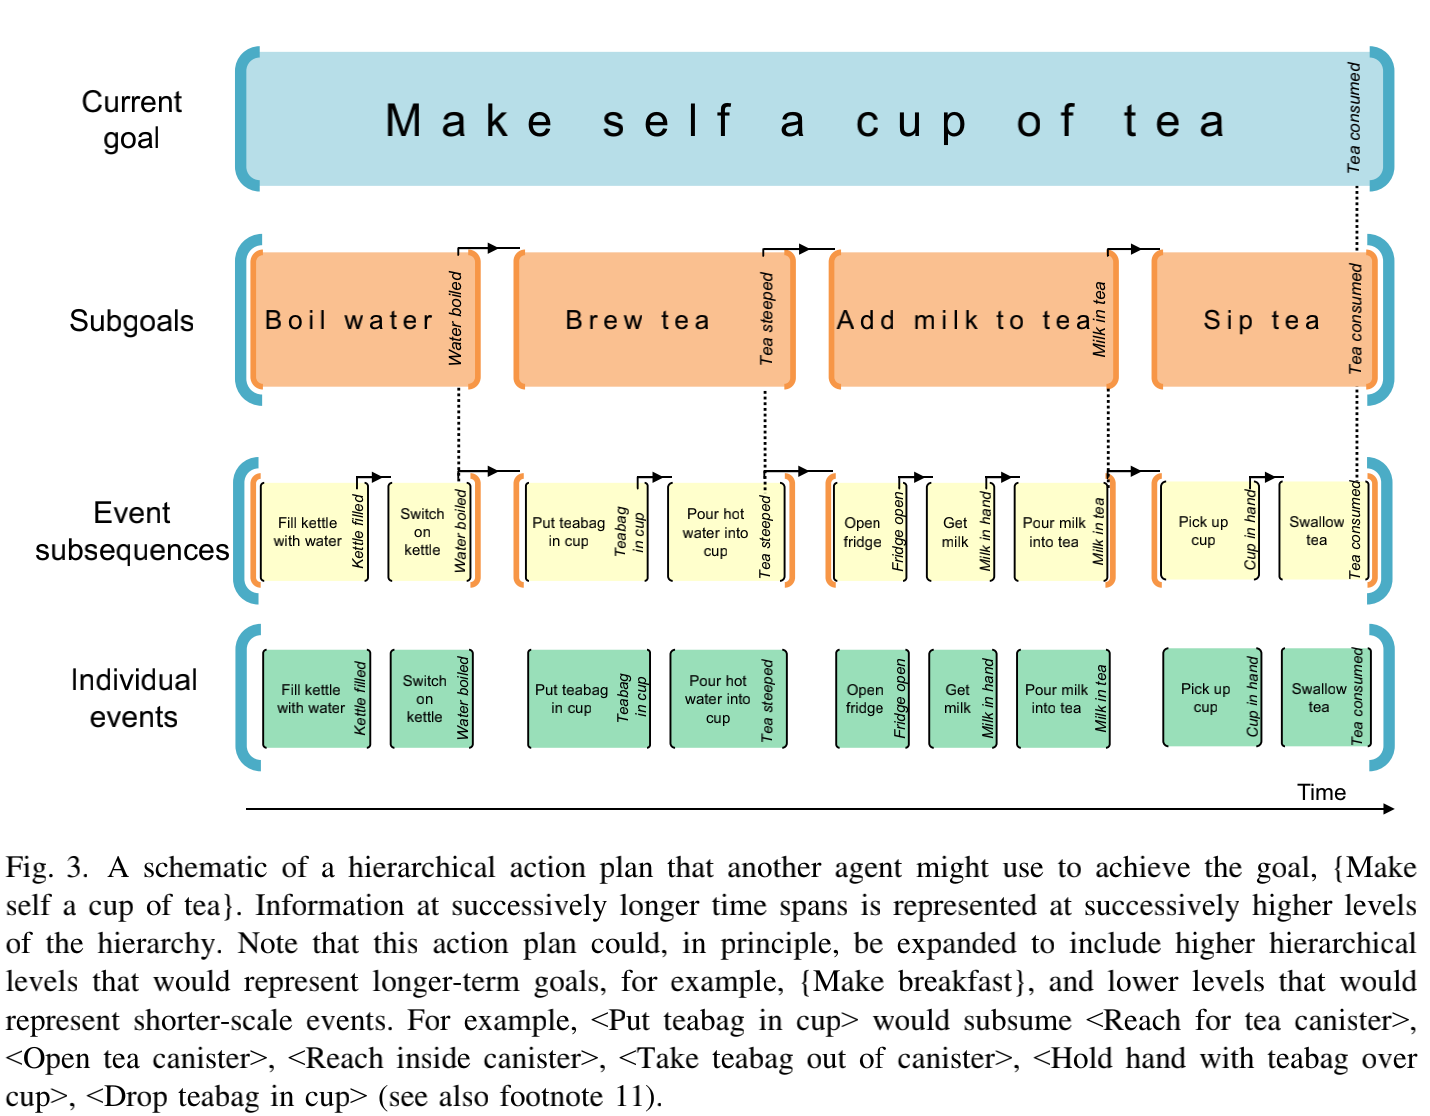 Current
goal
Make self a cup of tea
Tea consumed
Subgoals
Boil water
Water boiled
Brew tea
Tea steeped
Add milk to tea
Milk in tea
Sip tea
Tea consumed
Event
subsequences
Fill kettle
with water
Kettle filled
Switch
on
kettle
Water boiled
Put teabag
in cup
Teabag
in cup
Pour hot
water into
cup
Tea steeped
Open
fridge
Fridge open
Get
milk
Milk in hand
Pour milk
into tea
Milk in tea
Pick up
cup
Cup in hand
Swallow
tea
Tea consumed
Individual
events
Fill kettle
with water
Kettle filled
Switch
on
kettle
Water boiled
Put teabag
in cup
Teabag
in cup
Pour hot
water into
cup
Tea steeped
Open
fridge
Fridge open
Get
milk
Milk in hand
Pour milk
into tea
Milk in tea
Pick up
cup
Cup in hand
Swallow
tea
Tea consumed
Time
Fig. 3. A schematic of a hierarchical action plan that another agent might use to achieve the goal, {Make
self a cup of tea}. Information at successively longer time spans is represented at successively higher levels
of the hierarchy. Note that this action plan could, in principle, be expanded to include higher hierarchical
levels that would represent longer-term goals, for example, {Make breakfast}, and lower levels that would
represent shorter-scale events. For example, <Put teabag in cup> would subsume <Reach for tea canister>,
<Open tea canister>, <Reach inside canister>, <Take teabag out of canister>, <Hold hand with teabag over
cup>, <Drop teabag in cup> (see also footnote 11).